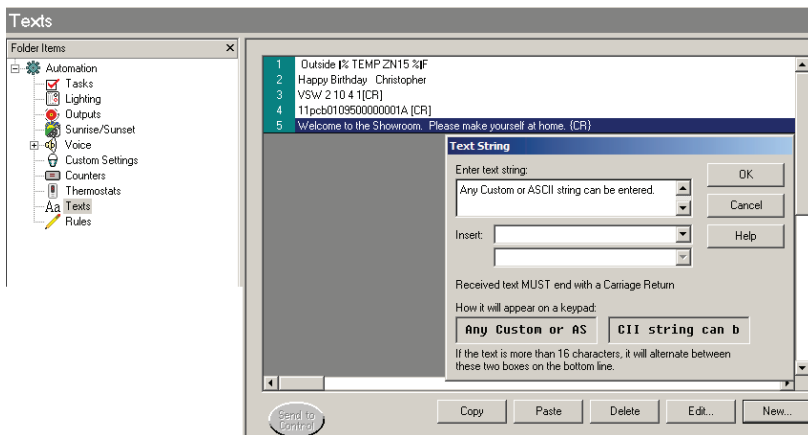 Texts
Folder Items
Automation
Tasks
Lighting
Outputs
Sunrise/Sunset
Voice
Custom Settings
Counters
Thermostats
Aa Texts
Rules
1 Outside |% TEMP ZN15 %|F
2 Happy Birthday Christopher
3 VSW 2 10 4 1[CR]
4 11pcb0109500000001A [CR]
5 Welcome to the Showroom. Please make yourself at home. {CR}
Text String
Enter text string:
Any Custom or ASCII string can be entered.
OK
Cancel
Insert:
Help
Received text MUST end with a Carriage Return
How it will appear on a keypad:
Any Custom or AS CII string can b
If the text is more than 16 characters, it will alternate between
these two boxes on the bottom line.
Send to
Control
Copy Paste Delete Edit... New...